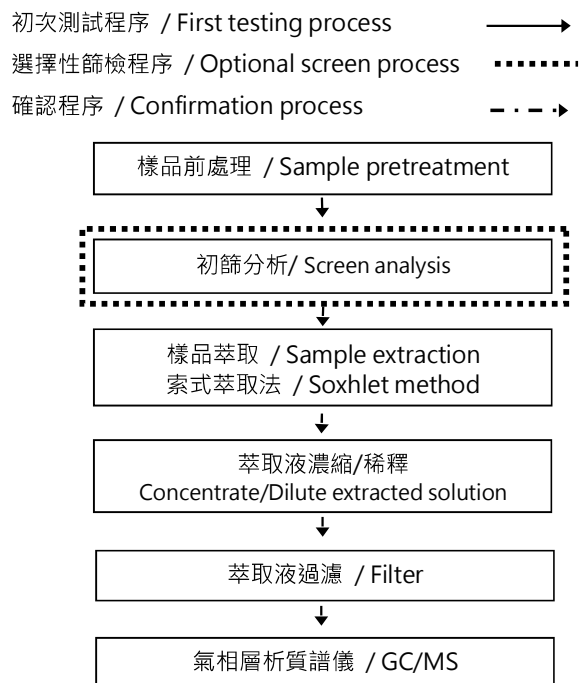 初次測試程序 / First testing process
選擇性篩檢程序 / Optional screen process
確認程序 / Confirmation process
樣品前處理 / Sample pretreatment
初篩分析/ Screen analysis
樣品萃取 / Sample extraction
索式萃取法 / Soxhlet method
萃取液濃縮/稀釋
Concentrate/Dilute extracted solution
萃取液過濾 / Filter
氣相層析質譜儀 / GC/MS